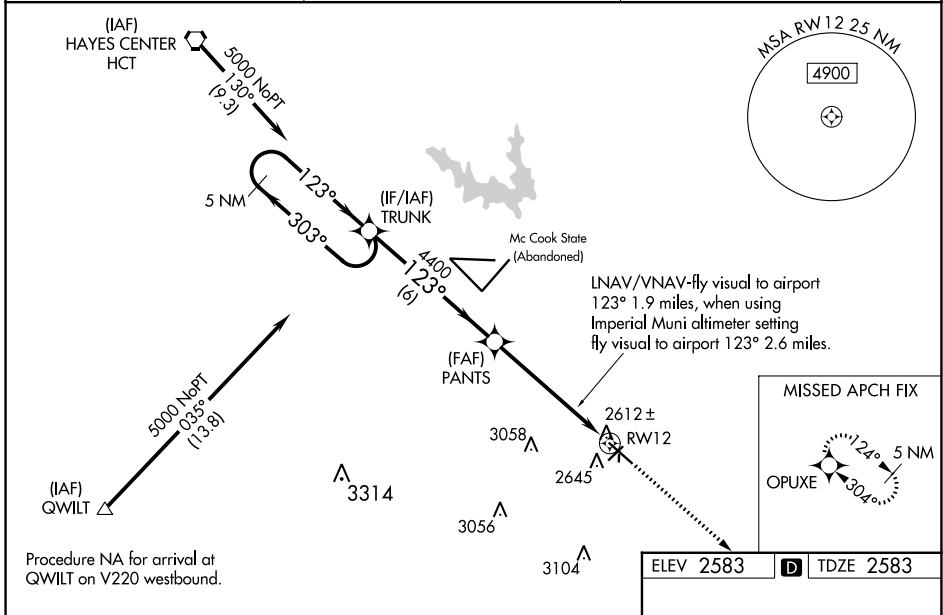 (IAF)
HAYES CENTER
HCT
5000 NoPT
130°
(9.3)
MSA RW12 25 NM
4900
5 NM
123°
303°
(IF/IAF)
TRUNK
4400
123°
(6)
Mc Cook State
(Abandoned)
LNAV/VNAV-fly visual to airport
123° 1.9 miles, when using
Imperial Muni altimeter setting
fly visual to airport 123° 2.6 miles.
(FAF)
PANTS
5000 NoPT
035°
(13.8)
(IAF)
QWILT
3314
3058
2612±
RW12
2645
3056
3104
MISSED APCH FIX
OPUXE
124°
304°
5 NM
Procedure NA for arrival at
QWILT on V220 westbound.
ELEV 2583
D
TDZE 2583